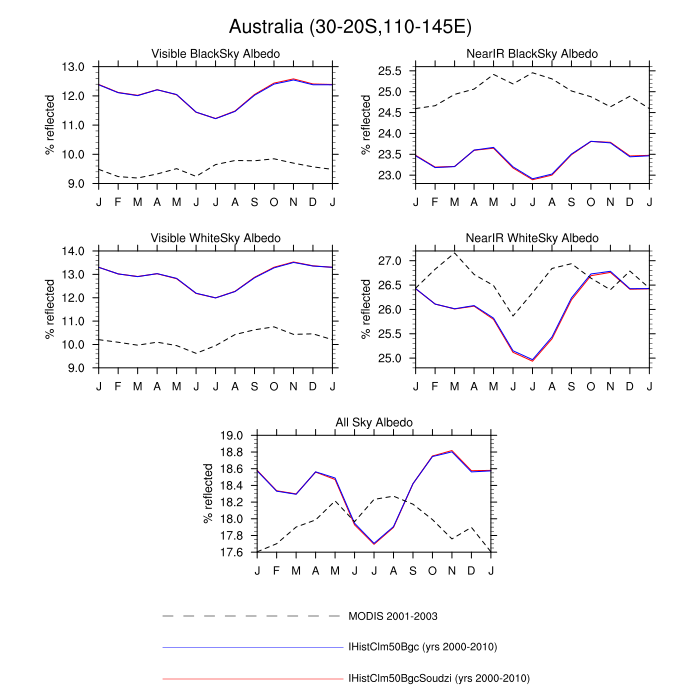 Australia (30-20S,110-145E)
Visible BlackSky Albedo
% reflected
13.0
12.0
11.0
10.0
9.0
J F M A M J J A S O N D J
NearIR BlackSky Albedo
% reflected
25.5
25.0
24.5
24.0
23.5
23.0
J F M A M J J A S O N D J
Visible WhiteSky Albedo
% reflected
14.0
13.0
12.0
11.0
10.0
9.0
J F M A M J J A S O N D J
NearIR WhiteSky Albedo
% reflected
27.0
26.5
26.0
25.5
25.0
J F M A M J J A S O N D J
All Sky Albedo
% reflected
19.0
18.8
18.6
18.4
18.2
18.0
17.8
17.6
J F M A M J J A S O N D J
MODIS 2001-2003
IHistClm50Bgc (yrs 2000-2010)
IHistClm50BgcSoudzi (yrs 2000-2010)